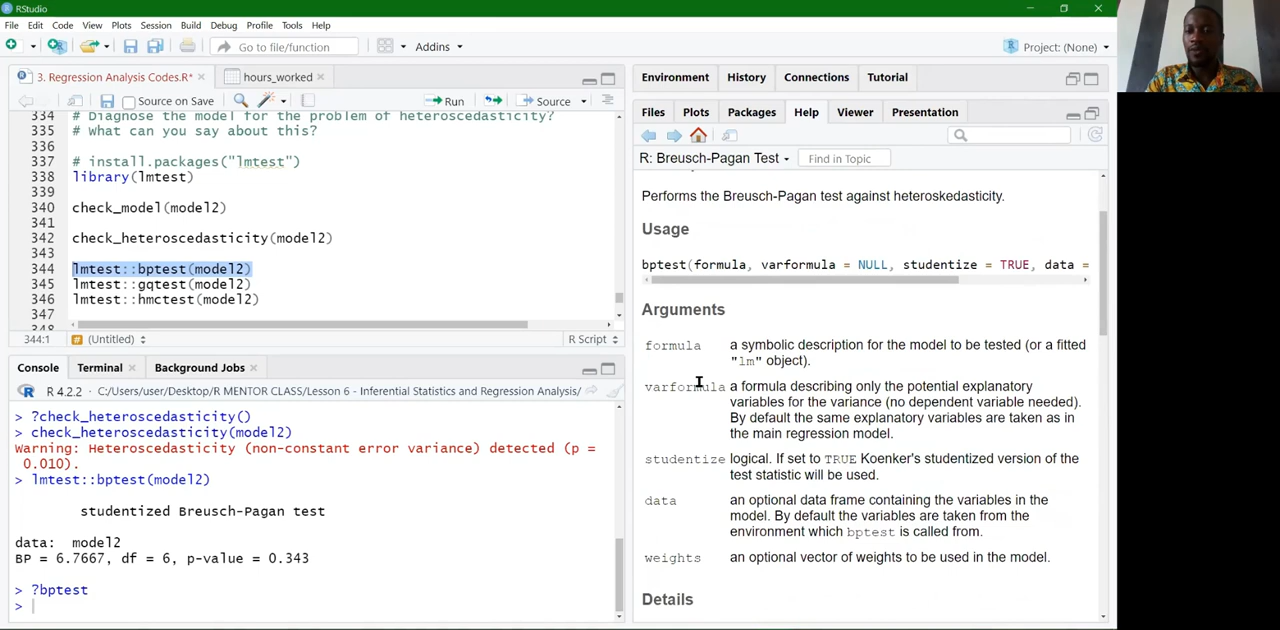 RStudio
File Edit Code View Plots Session Build Debug Profile Tools Help
Go to file/function Addins Project: (None)
3. Regression Analysis Codes.R* hours_worked
Source on Save Run Source
334 # Diagnose the model for the problem of heteroscedasticity?
335 # What can you say about this?
336
337 # install.packages("lmtest")
338 library(lmtest)
339
340 check_model(model2)
341
342 check_heteroscedasticity(model2)
343
344 lmtest::bptest(model2)
345 lmtest::gqtest(model2)
346 lmtest::hmctest(model2)
347
348
344:1 (Untitled) R Script
Console Terminal Background Jobs
R 4.2.2 · C:/Users/user/Desktop/R MENTOR CLASS/Lesson 6 - Inferential Statistics and Regression Analysis/
> ?check_heteroscedasticity()
> check_heteroscedasticity(model2)
Warning: Heteroscedasticity (non-constant error variance) detected (p =
0.010).
> lmtest::bptest(model2)
studentized Breusch-Pagan test
data: model2
BP = 6.7667, df = 6, p-value = 0.343
> ?bptest
>
Environment History Connections Tutorial
Files Plots Packages Help Viewer Presentation
R: Breusch-Pagan Test Find in Topic
Performs the Breusch-Pagan test against heteroskedasticity.
Usage
bptest(formula, varformula = NULL, studentize = TRUE, data =
Arguments
formula a symbolic description for the model to be tested (or a fitted
"lm" object).
varformula a formula describing only the potential explanatory
variables for the variance (no dependent variable needed).
By default the same explanatory variables are taken as in
the main regression model.
studentize logical. If set to TRUE Koenker's studentized version of the
test statistic will be used.
data an optional data frame containing the variables in the
model. By default the variables are taken from the
environment which bptest is called from.
weights an optional vector of weights to be used in the model.
Details